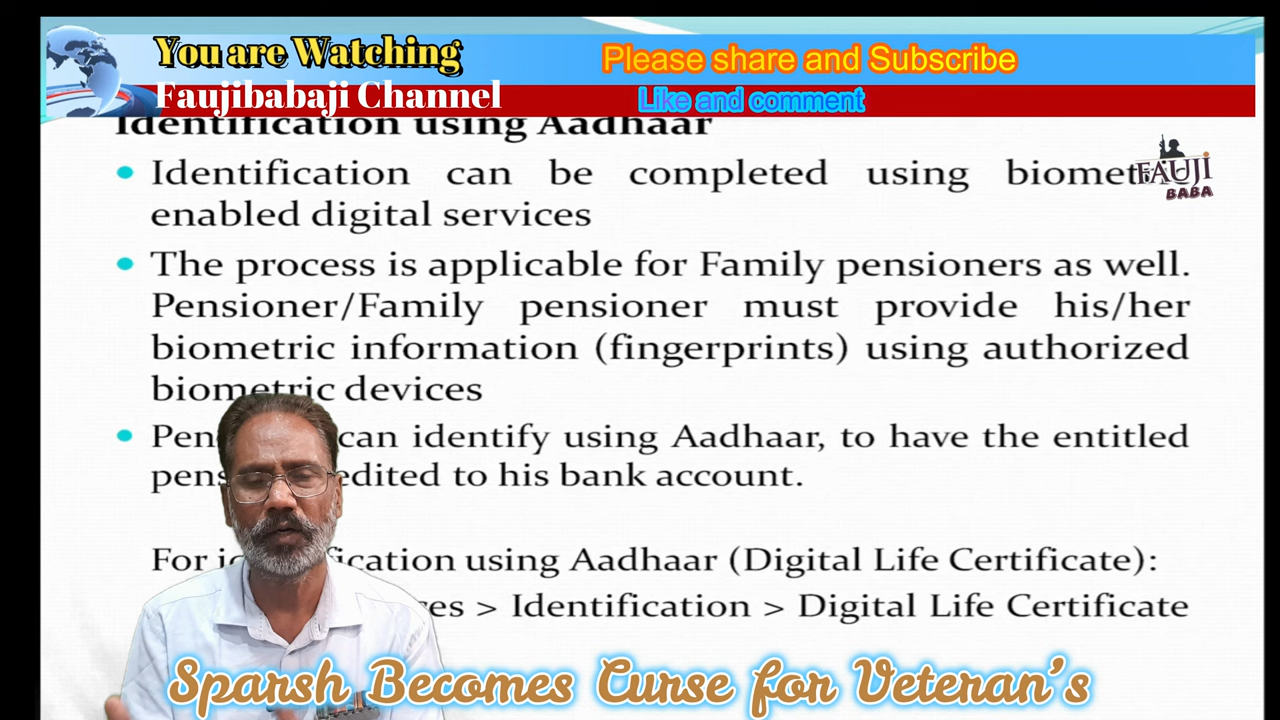 You are Watching
Please share and Subscribe
Faujibabaji Channel
Like and comment
Identification using Aadhaar
Identification can be completed using
FAUJI
BABA
enabled digital services
The process is applicable for Family pensioners as well.
Pensioner/Family pensioner must provide his/her
biometric information (fingerprints) using authorized
biometric devices
can identify using Aadhaar, to have the entitled
to his bank account.
For using Aadhaar (Digital Life Certificate):
> Identification > Digital Life Certificate
Sparsh Becomes Curse for Veteran's